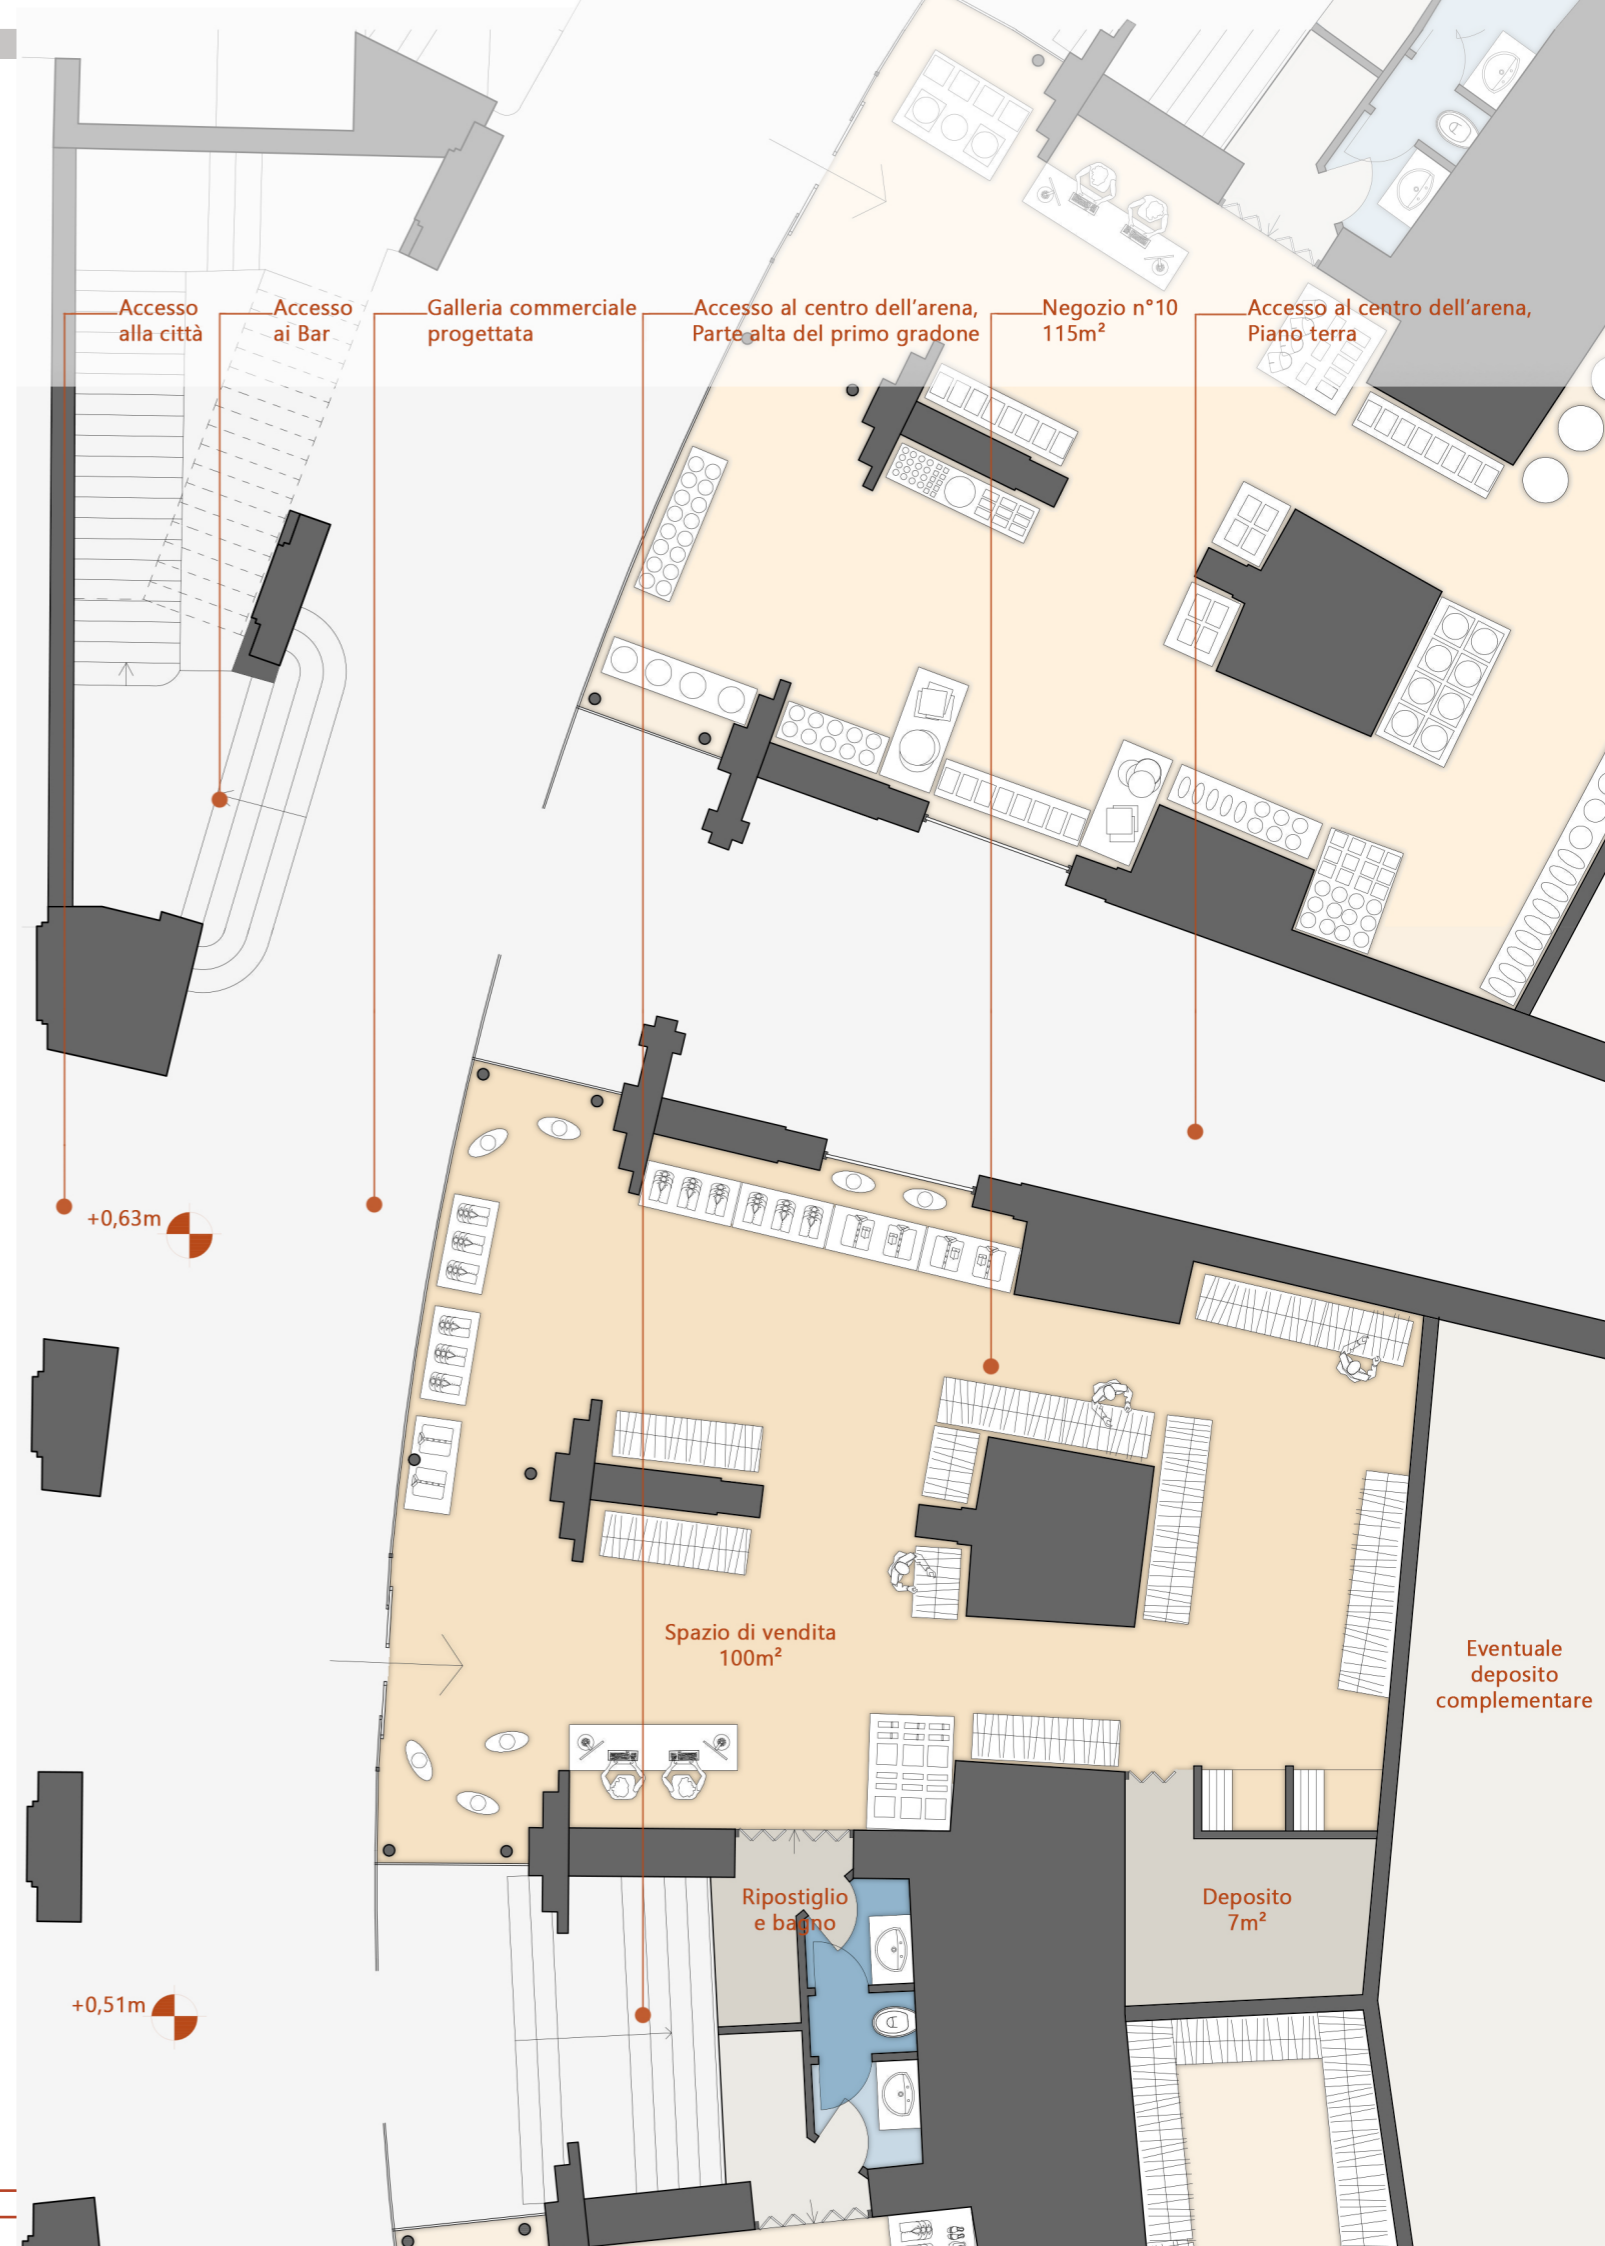 Accesso
alla città
Accesso
ai Bar
Galleria commerciale
progettata
Accesso al centro dell’arena,
Parte alta del primo gradone
Negozio n°10
115m²
Accesso al centro dell’arena,
Piano terra
+0,63m
Spazio di vendita
100m²
Eventuale
deposito
complementare
Ripostiglio
e bagno
Deposito
7m²
+0,51m